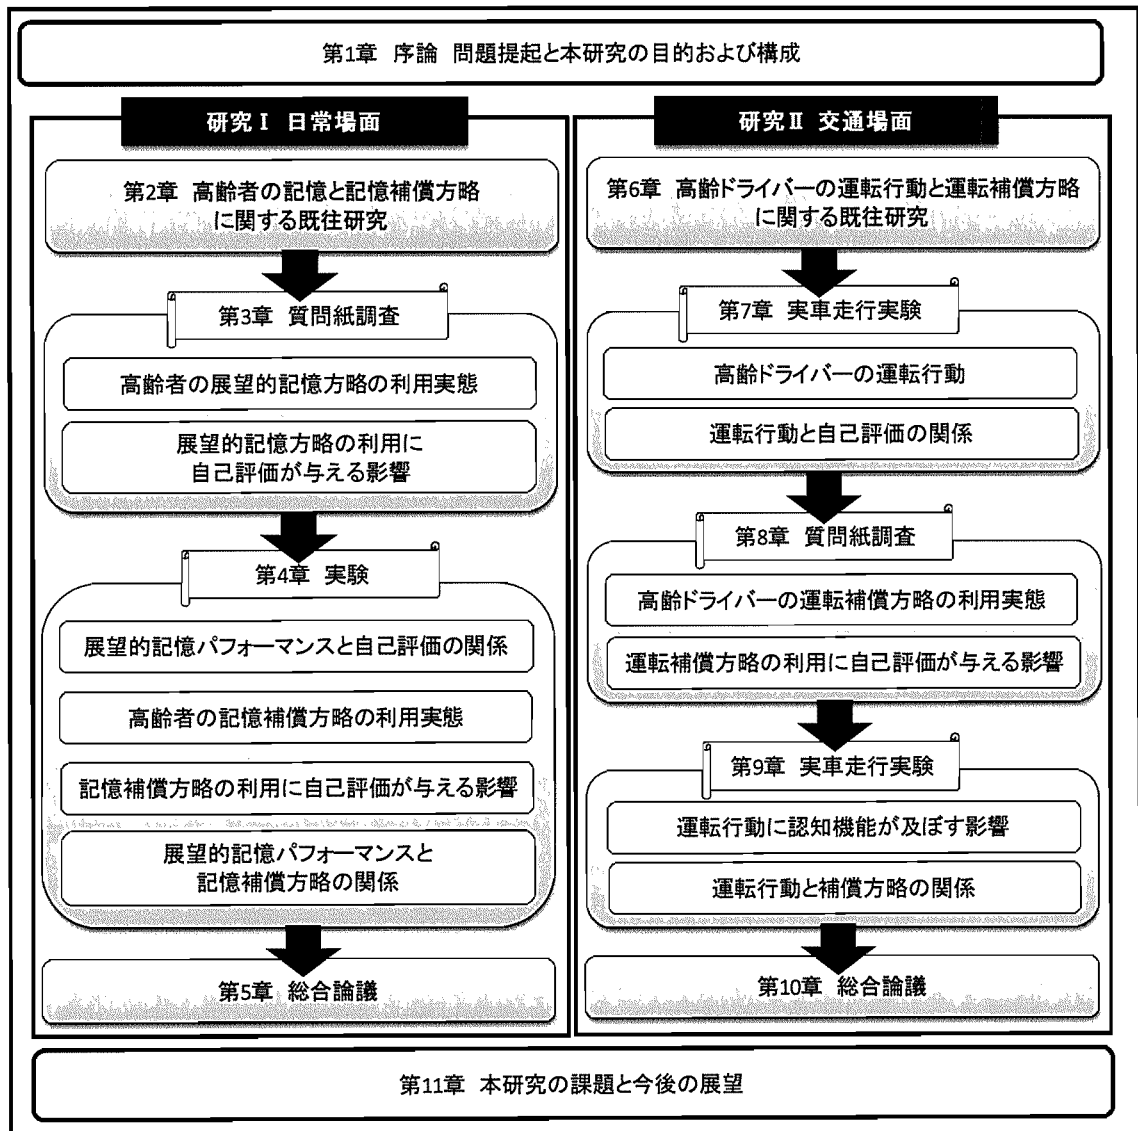 第1章 序論 問題提起と本研究の目的および構成
研究Ⅰ 日常場面
第2章 高齢者の記憶と記憶補償方略
に関する既往研究
第3章 質問紙調査
高齢者の展望的記憶方略の利用実態
展望的記憶方略の利用に
自己評価が与える影響
第4章 実験
展望的記憶パフォーマンスと自己評価の関係
高齢者の記憶補償方略の利用実態
記憶補償方略の利用に自己評価が与える影響
展望的記憶パフォーマンスと
記憶補償方略の関係
第5章 総合論議
研究Ⅱ 交通場面
第6章 高齢ドライバーの運転行動と運転補償方略
に関する既往研究
第7章 実車走行実験
高齢ドライバーの運転行動
運転行動と自己評価の関係
第8章 質問紙調査
高齢ドライバーの運転補償方略の利用実態
運転補償方略の利用に自己評価が与える影響
第9章 実車走行実験
運転行動に認知機能が及ぼす影響
運転行動と補償方略の関係
第10章 総合論議
第11章 本研究の課題と今後の展望